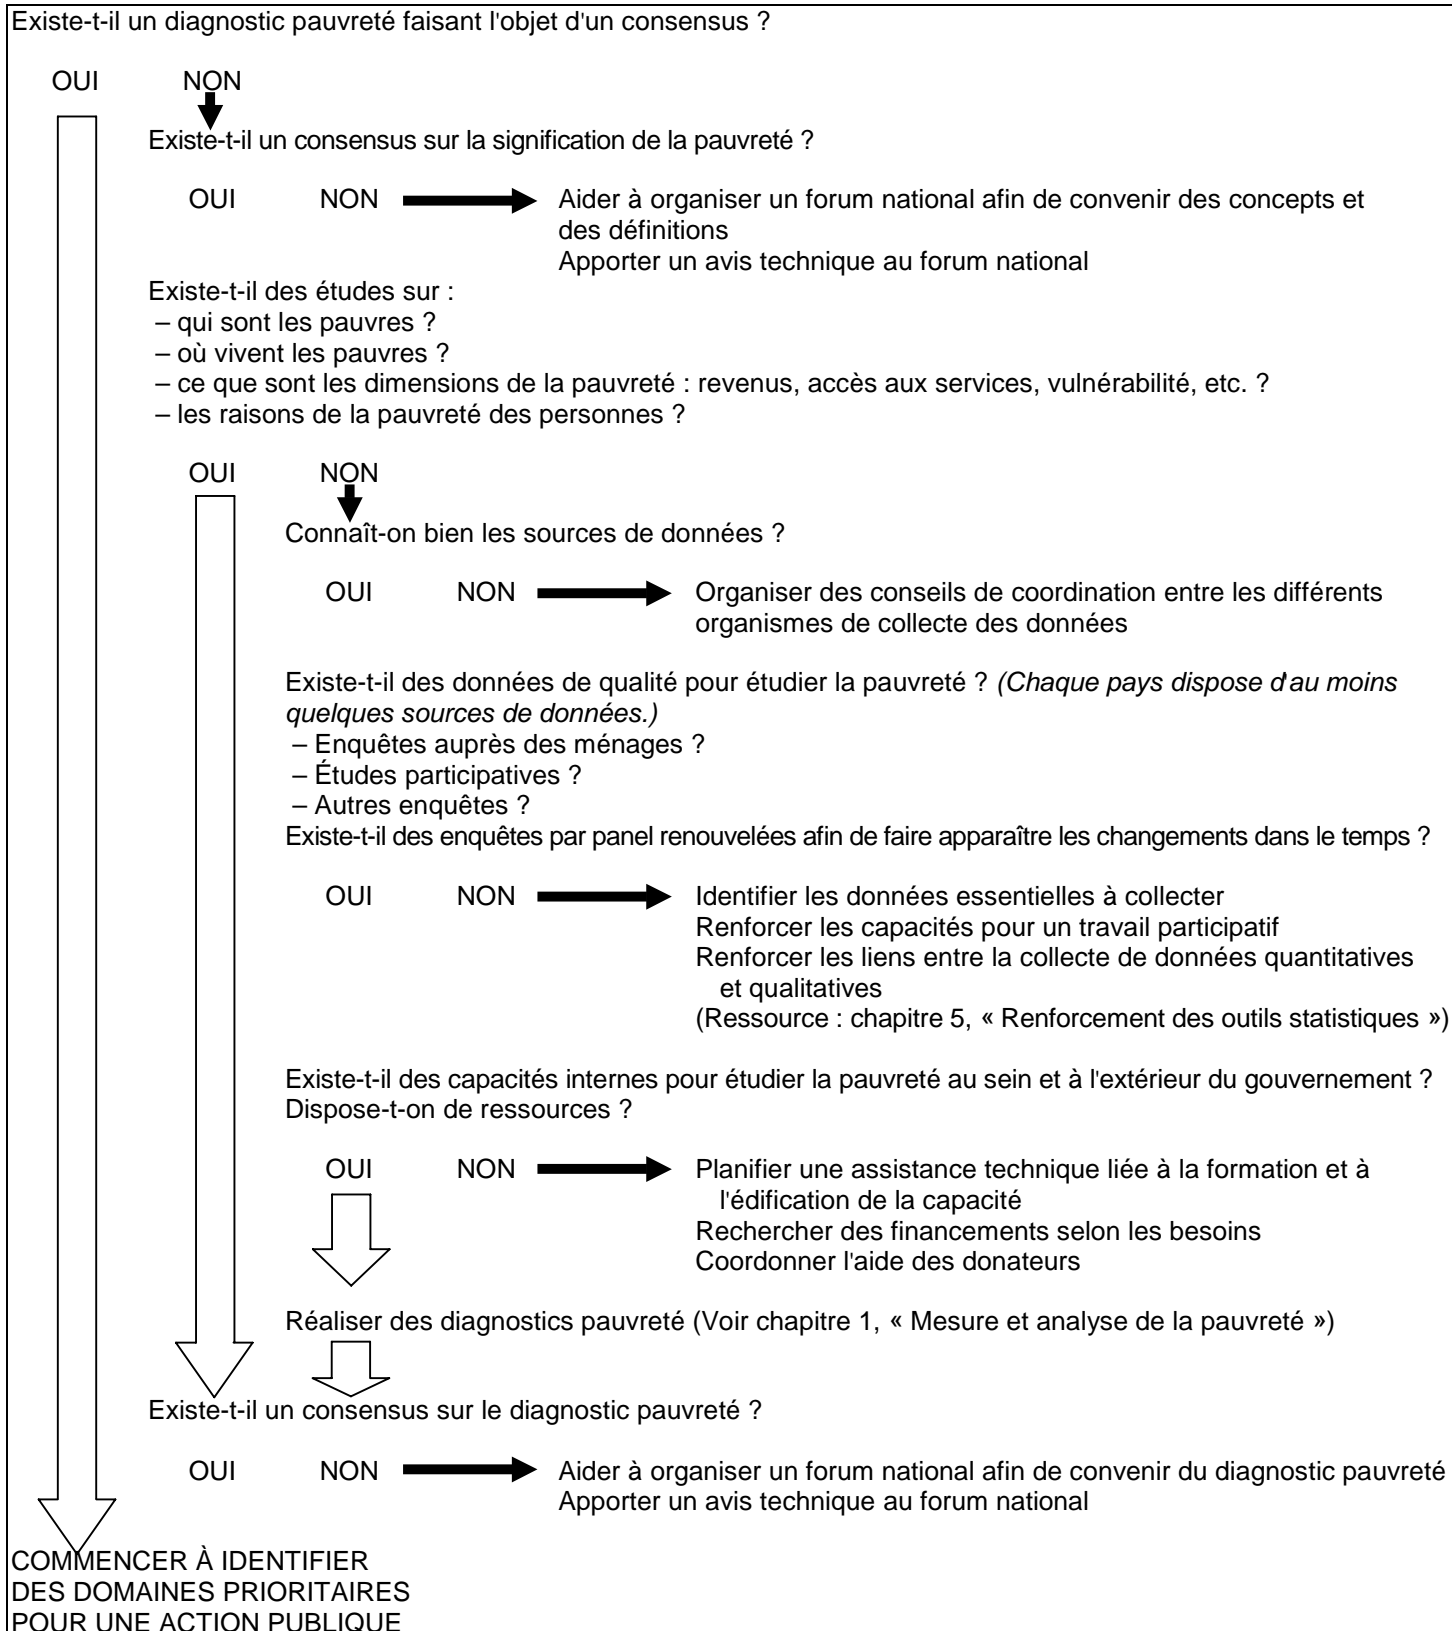 Existe-t-il un diagnostic pauvreté faisant l'objet d'un consensus ?
OUI NON
Existe-t-il un consensus sur la signification de la pauvreté ?
OUI NON Aider à organiser un forum national afin de convenir des concepts et
des définitions
Apporter un avis technique au forum national
Existe-t-il des études sur :
– qui sont les pauvres ?
– où vivent les pauvres ?
– ce que sont les dimensions de la pauvreté : revenus, accès aux services, vulnérabilité, etc. ?
– les raisons de la pauvreté des personnes ?
OUI NON
Connaît-on bien les sources de données ?
OUI NON Organiser des conseils de coordination entre les différents
organismes de collecte des données
Existe-t-il des données de qualité pour étudier la pauvreté ? (Chaque pays dispose d'au moins
quelques sources de données.)
– Enquêtes auprès des ménages ?
– Études participatives ?
– Autres enquêtes ?
Existe-t-il des enquêtes par panel renouvelées afin de faire apparaître les changements dans le temps ?
OUI NON Identifier les données essentielles à collecter
Renforcer les capacités pour un travail participatif
Renforcer les liens entre la collecte de données quantitatives
et qualitatives
(Ressource : chapitre 5, « Renforcement des outils statistiques »)
Existe-t-il des capacités internes pour étudier la pauvreté au sein et à l'extérieur du gouvernement ?
Dispose-t-on de ressources ?
OUI NON Planifier une assistance technique liée à la formation et à
l'édification de la capacité
Rechercher des financements selon les besoins
Coordonner l'aide des donateurs
Réaliser des diagnostics pauvreté (Voir chapitre 1, « Mesure et analyse de la pauvreté »)
Existe-t-il un consensus sur le diagnostic pauvreté ?
OUI NON Aider à organiser un forum national afin de convenir du diagnostic pauvreté
Apporter un avis technique au forum national
COMMENCER À IDENTIFIER
DES DOMAINES PRIORITAIRES
POUR UNE ACTION PUBLIQUE